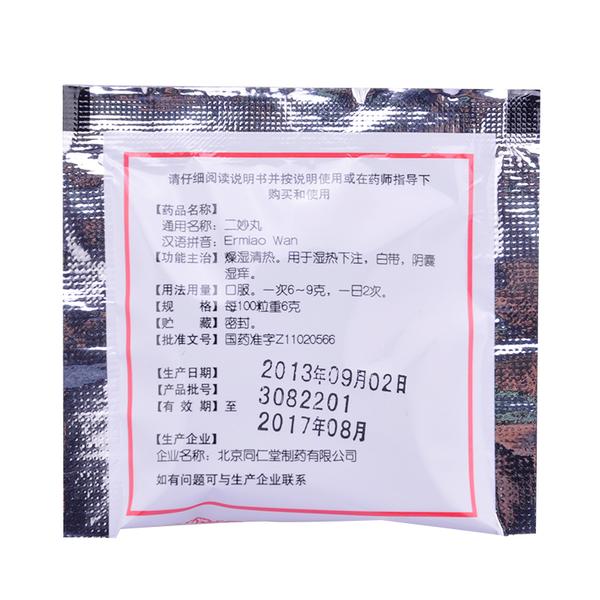 请仔细阅读说明书并按说明使用或在药师指导下
购买和使用
【药品名称】
通用名称：二妙丸
汉语拼音：Ermiao Wan
【功能主治】燥湿清热。用于湿热下注，白带，阴囊
湿痒。
【用法用量】口服。一次6～9克，一日2次。
【规　　格】每100粒重6克
【贮　　藏】密封。
【批准文号】国药准字Z11020566
【生产日期】2013年09月02日
【产品批号】3082201
【有 效 期】至 2017年08月
【生产企业】
企业名称：北京同仁堂制药有限公司
如有问题可与生产企业联系